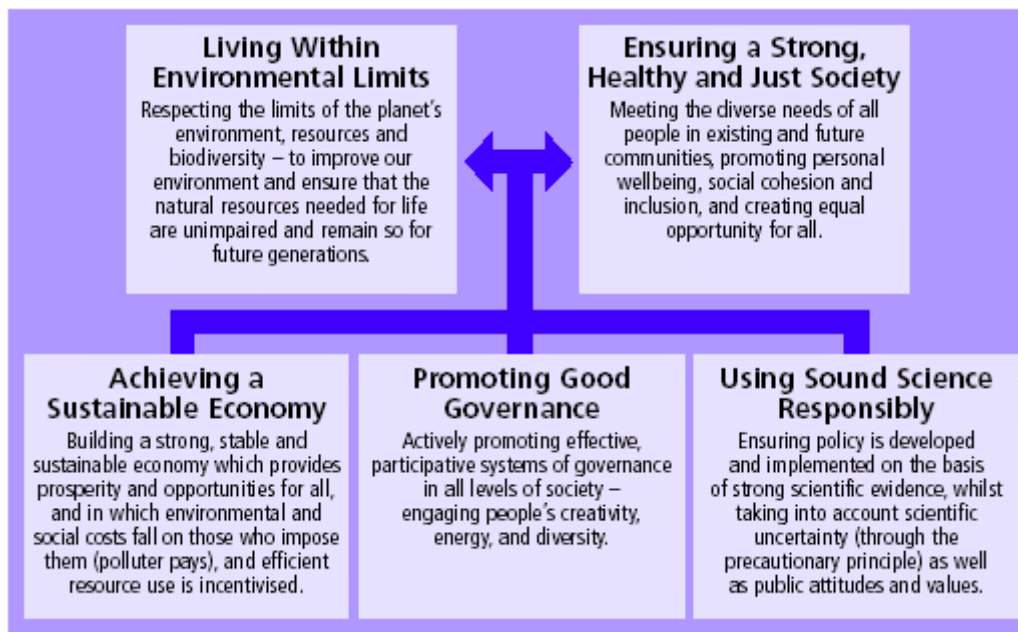 Living Within
Environmental Limits
Respecting the limits of the planet's
environment, resources and
biodiversity – to improve our
environment and ensure that the
natural resources needed for life
are unimpaired and remain so for
future generations.
Ensuring a Strong,
Healthy and Just Society
Meeting the diverse needs of all
people in existing and future
communities, promoting personal
wellbeing, social cohesion and
inclusion, and creating equal
opportunity for all.
Achieving a
Sustainable Economy
Building a strong, stable and
sustainable economy which provides
prosperity and opportunities for all,
and in which environmental and
social costs fall on those who impose
them (polluter pays), and efficient
resource use is incentivised.
Promoting Good
Governance
Actively promoting effective,
participative systems of governance
in all levels of society –
engaging people's creativity,
energy, and diversity.
Using Sound Science
Responsibly
Ensuring policy is developed
and implemented on the basis
of strong scientific evidence, whilst
taking into account scientific
uncertainty (through the
precautionary principle) as well
as public attitudes and values.